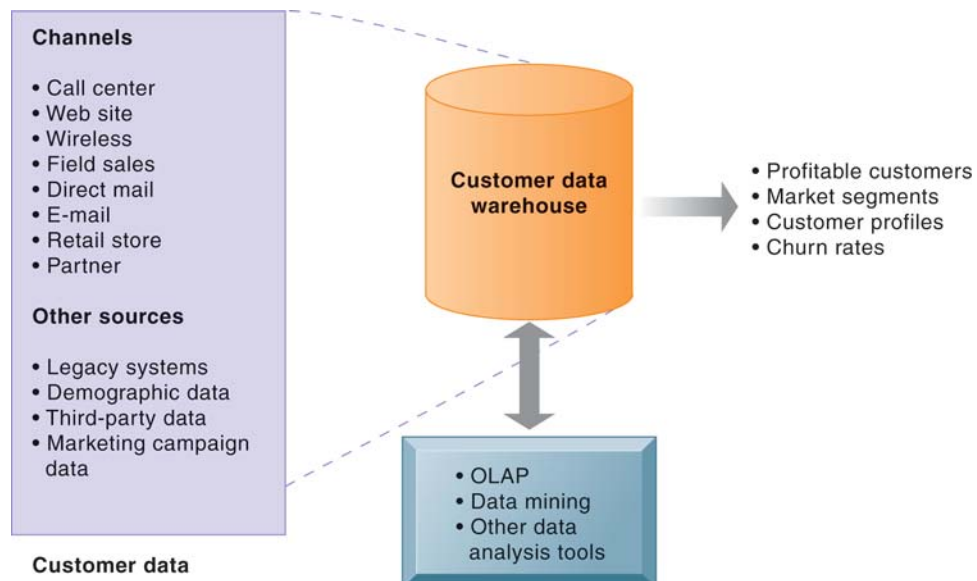 Channels
• Call center
• Web site
• Wireless
• Field sales
• Direct mail
• E-mail
• Retail store
• Partner
Other sources
• Legacy systems
• Demographic data
• Third-party data
• Marketing campaign
data
Customer data
Customer data
warehouse
• Profitable customers
• Market segments
• Customer profiles
• Churn rates
• OLAP
• Data mining
• Other data
analysis tools